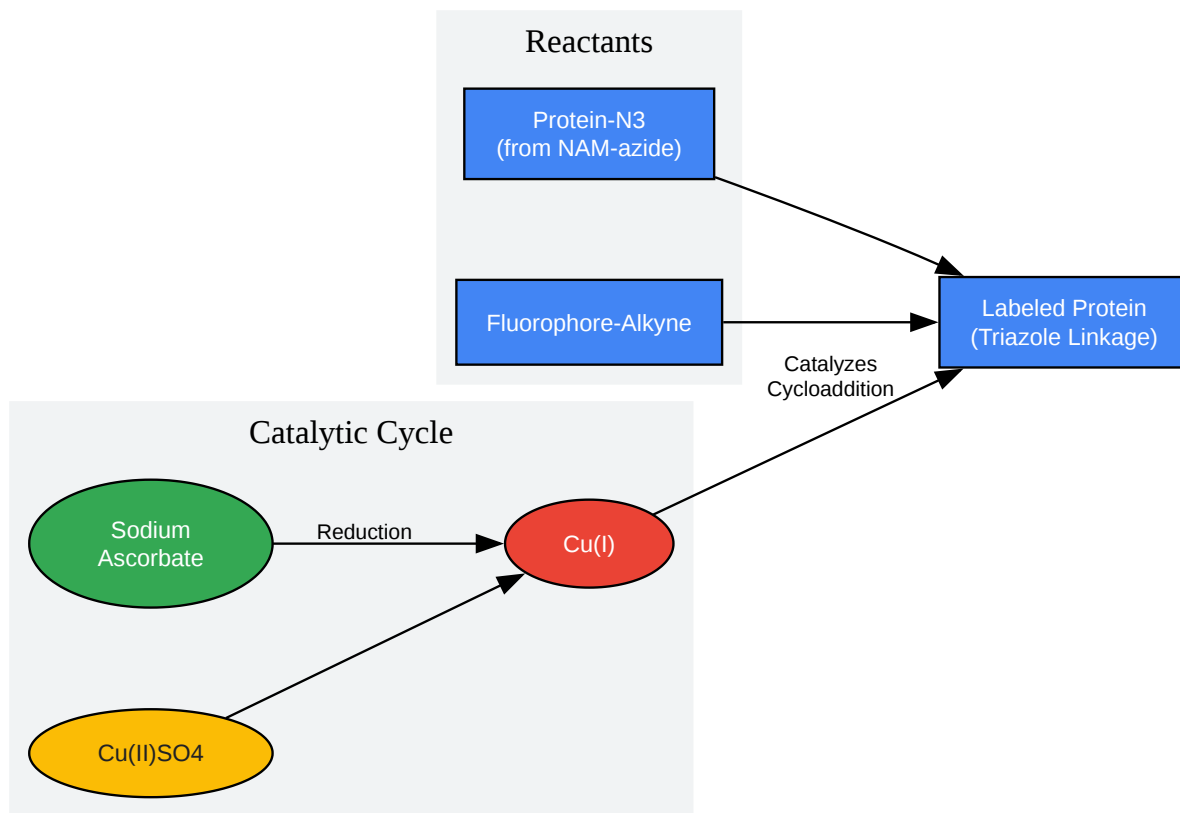 Reactants
Protein-N3
(from NAM-azide)
Fluorophore-Alkyne
Labeled Protein
(Triazole Linkage)
Catalyzes
Cycloaddition
Catalytic Cycle
Sodium
Ascorbate
Reduction
Cu(I)
Cu(II)SO4